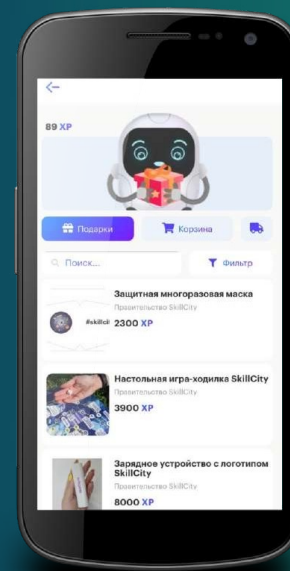 89 XP
Подарки
Корзина
Поиск...
Фильтр
Защитная многоразовая маска
Правительство SkillCity
#skillcit
2300 XP
Настольная игра-ходилка SkillCity
Правительство SkillCity
3900 XP
Зарядное устройство с логотипом
SkillCity
Правительство SkillCity
8000 XP